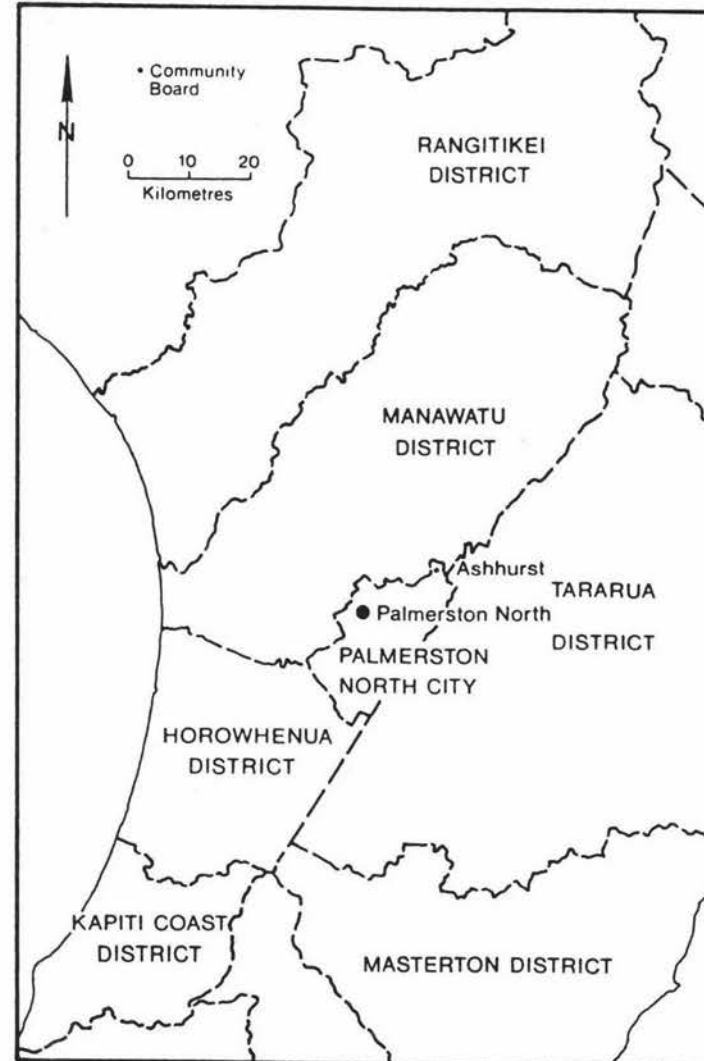 • Community
Board
N
0 10 20
Kilometres
RANGITIKEI
DISTRICT
MANAWATU
DISTRICT
Ashhurst
TARARUA
DISTRICT
Palmerston North
PALMERSTON
NORTH CITY
HOROWHENUA
DISTRICT
KAPITI COAST
DISTRICT
MASTERTON DISTRICT